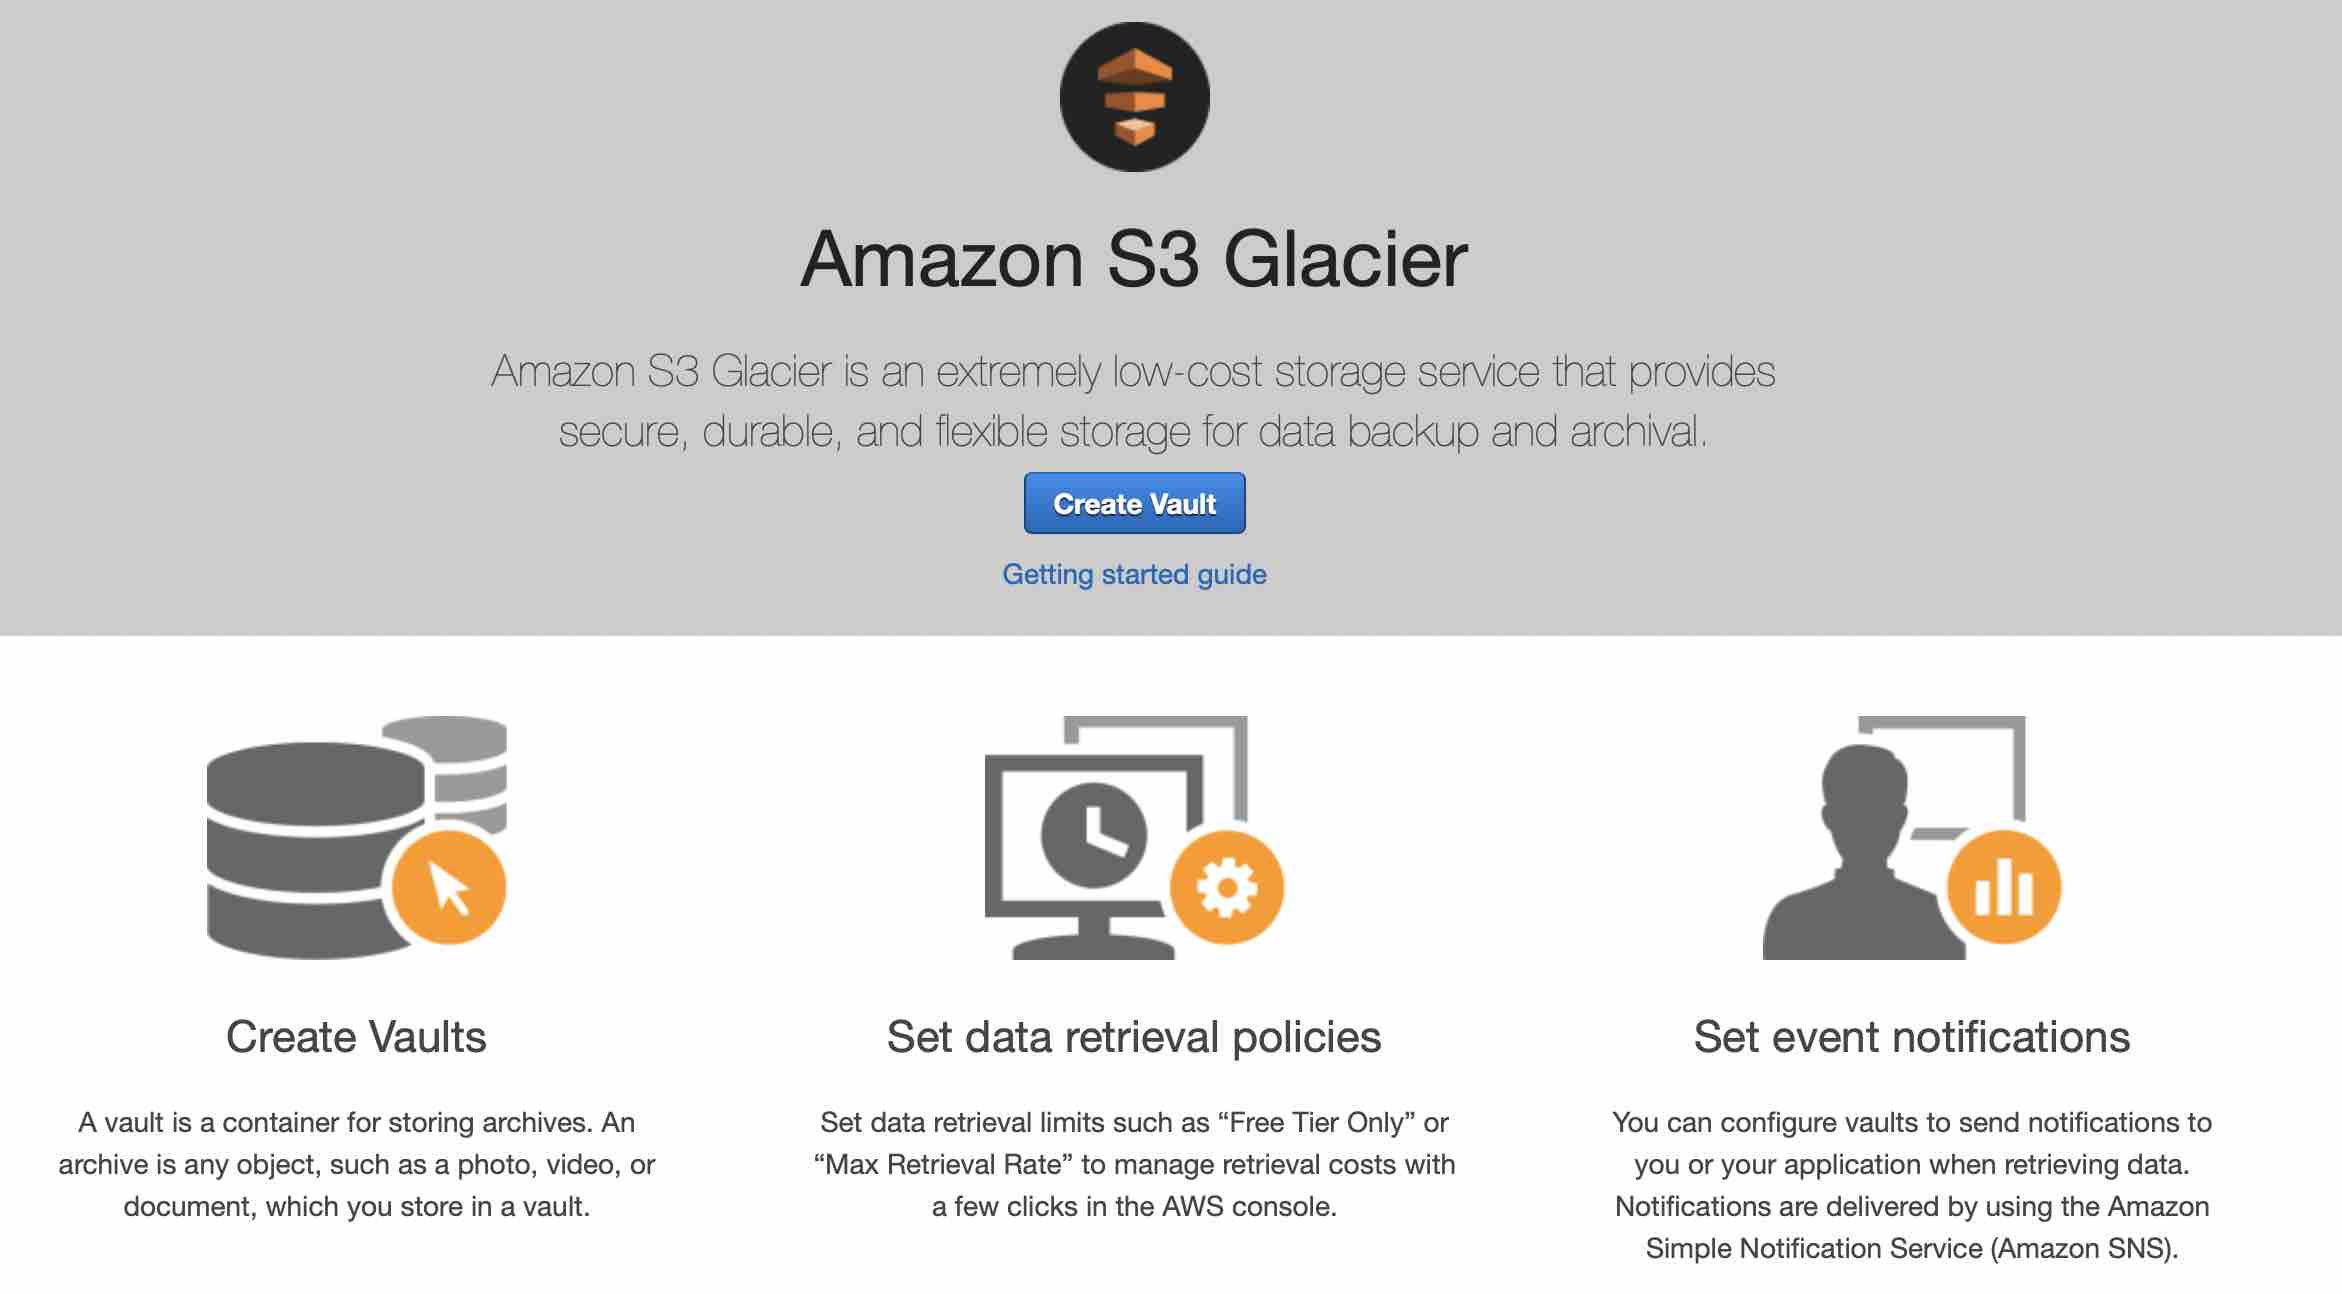 Amazon S3 Glacier
Amazon S3 Glacier is an extremely low-cost storage service that provides
secure, durable, and flexible storage for data backup and archival.
Create Vault
Getting started guide
Create Vaults
A vault is a container for storing archives. An
archive is any object, such as a photo, video, or
document, which you store in a vault.
Set data retrieval policies
Set data retrieval limits such as “Free Tier Only” or
“Max Retrieval Rate” to manage retrieval costs with
a few clicks in the AWS console.
Set event notifications
You can configure vaults to send notifications to
you or your application when retrieving data.
Notifications are delivered by using the Amazon
Simple Notification Service (Amazon SNS).